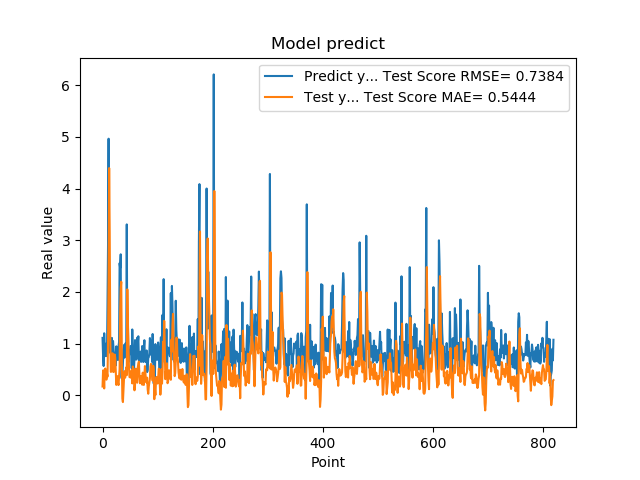 Model predict
Predict y... Test Score RMSE= 0.7384
Test y... Test Score MAE= 0.5444
Real value
6
5
4
3
2
1
0
0 200 400 600 800
Point